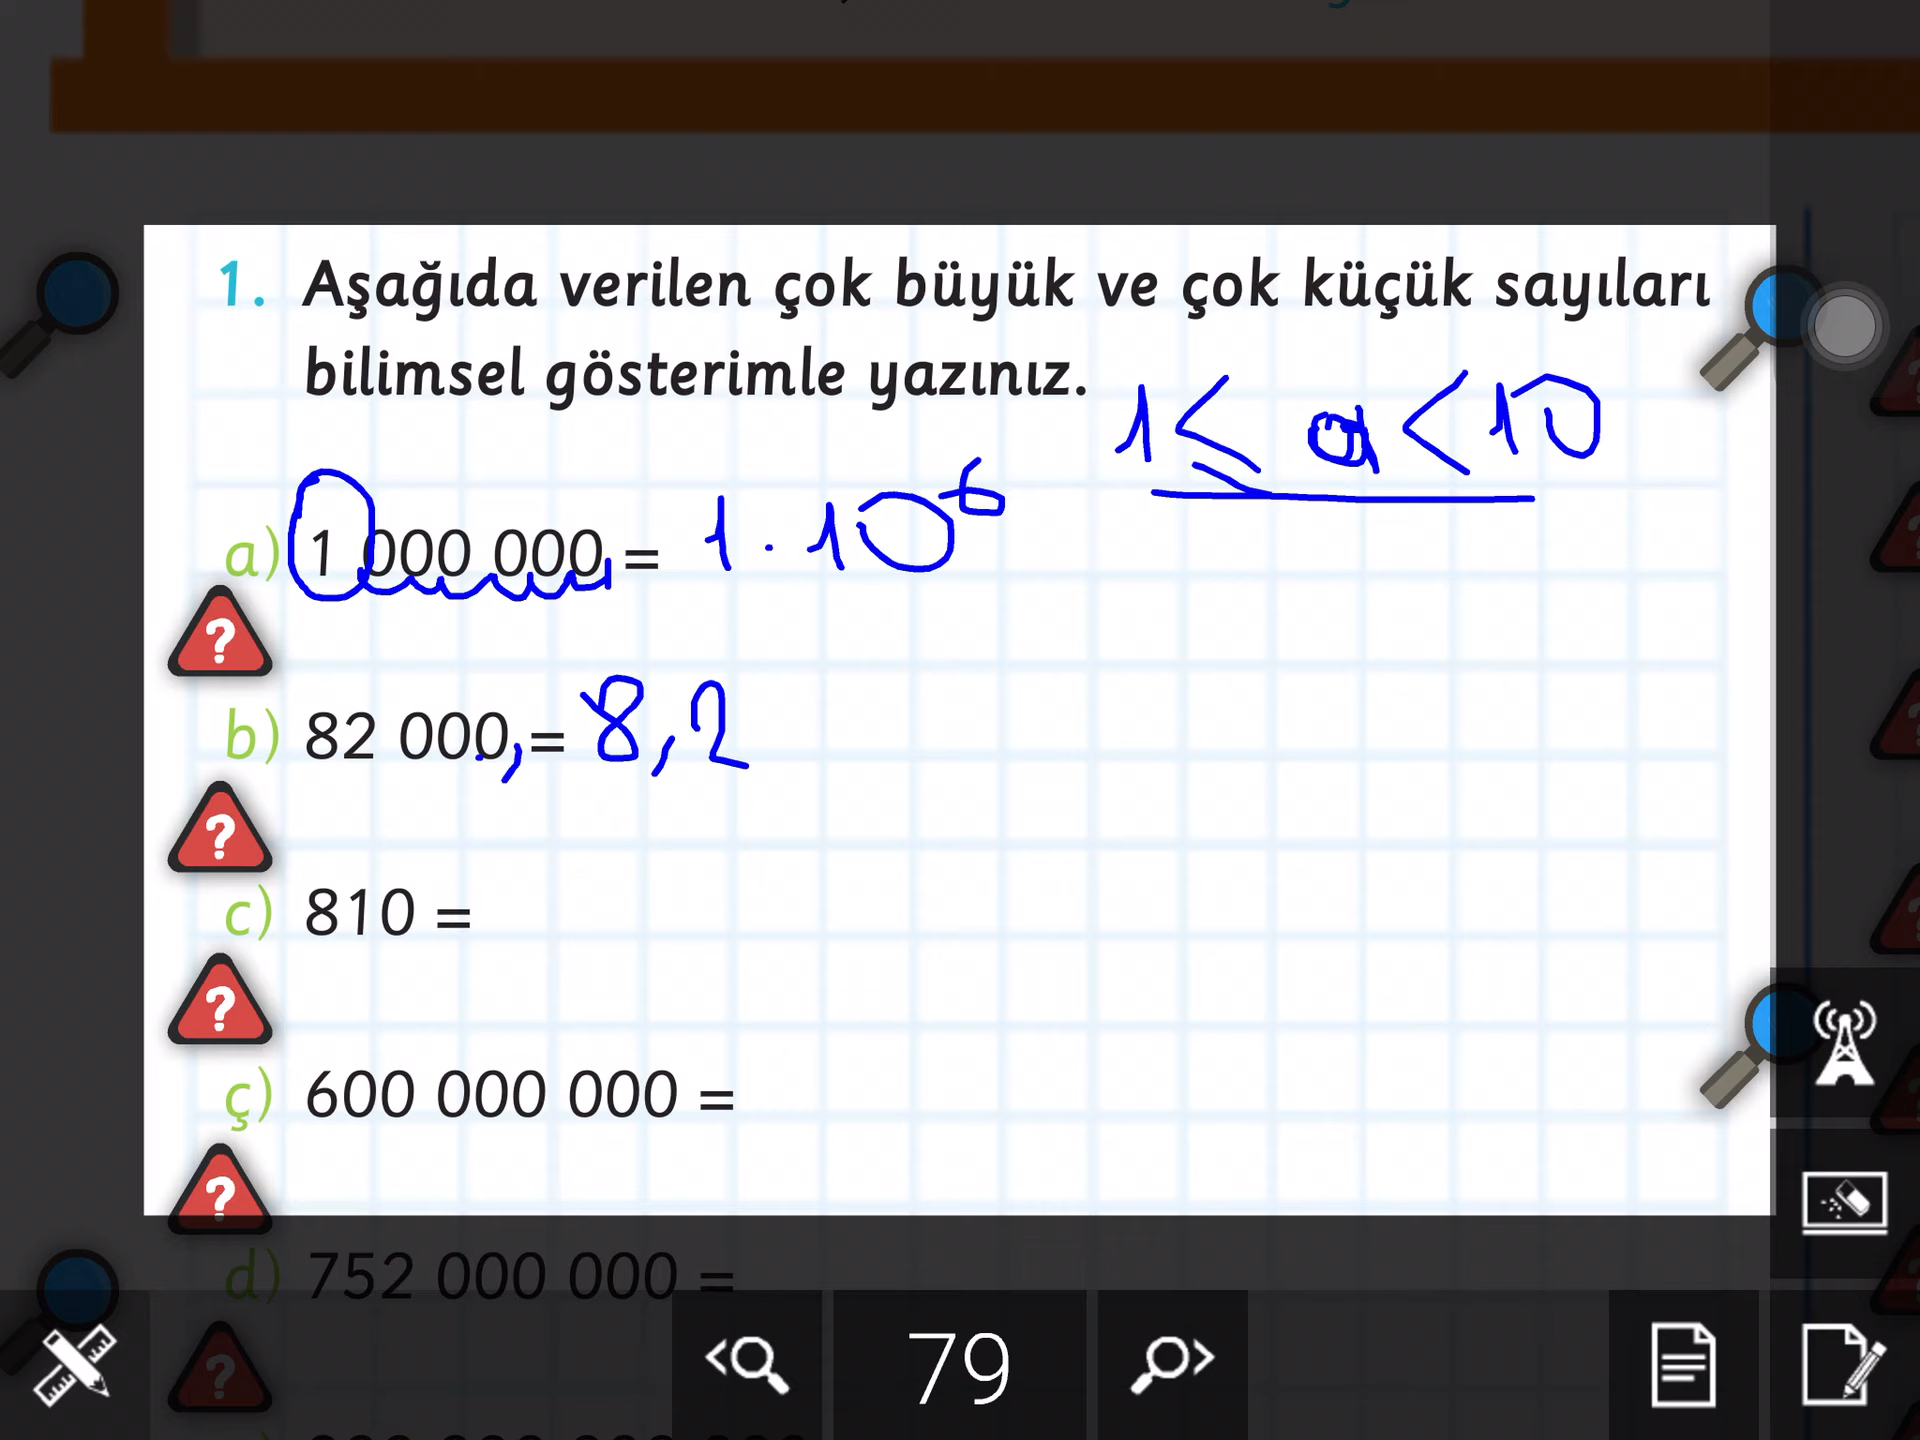 1. Aşağıda verilen çok büyük ve çok küçük sayıları
bilimsel gösterimle yazınız.
1 ≤ a < 10
a) 1 000 000, = 1 . 10⁶
?
b) 82 000, = 8,2
?
c) 810 =
?
ç) 600 000 000 =
?
d) 752 000 000 =
?
79